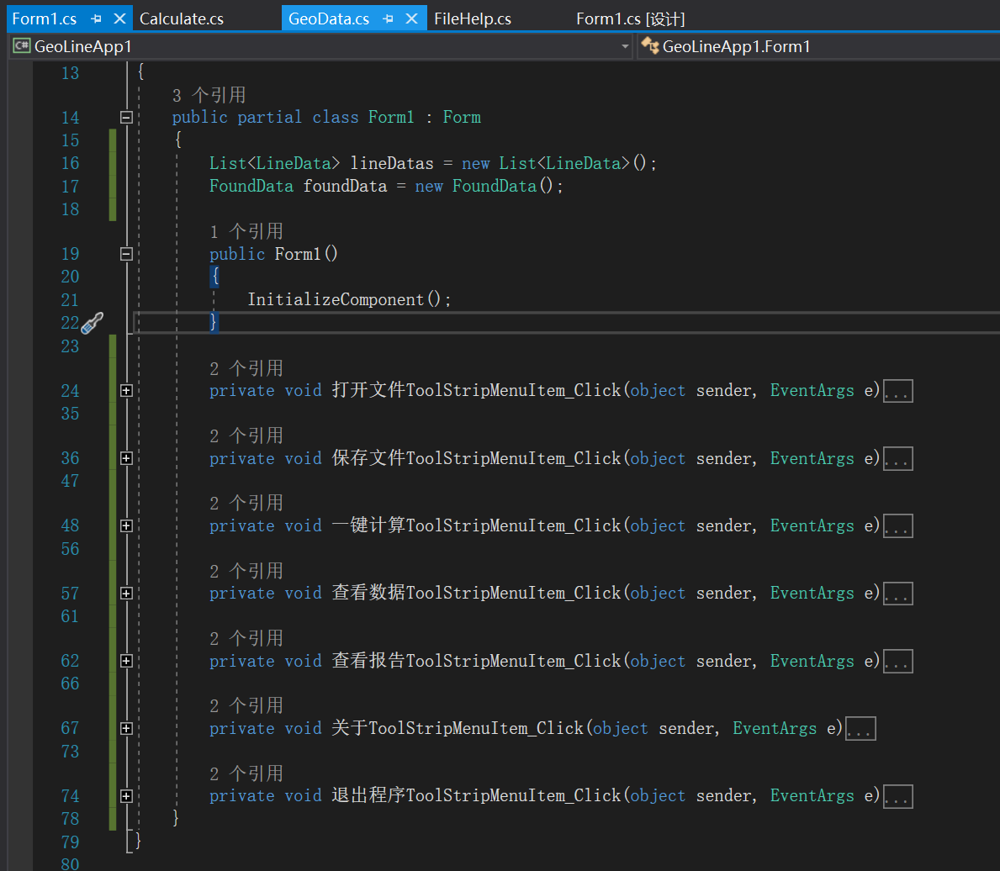 Form1.cs Calculate.cs GeoData.cs FileHelp.cs Form1.cs [设计]
C# GeoLineApp1 GeoLineApp1.Form1
13 {
3 个引用
14 public partial class Form1 : Form
15 {
16 List<LineData> lineDatas = new List<LineData>();
17 FoundData foundData = new FoundData();
18
1 个引用
19 public Form1()
20 {
21 InitializeComponent();
22 }
23
2 个引用
24 private void 打开文件ToolStripMenuItem_Click(object sender, EventArgs e)...
35
2 个引用
36 private void 保存文件ToolStripMenuItem_Click(object sender, EventArgs e)...
47
2 个引用
48 private void 一键计算ToolStripMenuItem_Click(object sender, EventArgs e)...
56
2 个引用
57 private void 查看数据ToolStripMenuItem_Click(object sender, EventArgs e)...
61
2 个引用
62 private void 查看报告ToolStripMenuItem_Click(object sender, EventArgs e)...
66
2 个引用
67 private void 关于ToolStripMenuItem_Click(object sender, EventArgs e)...
73
2 个引用
74 private void 退出程序ToolStripMenuItem_Click(object sender, EventArgs e)...
78 }
79 }
80